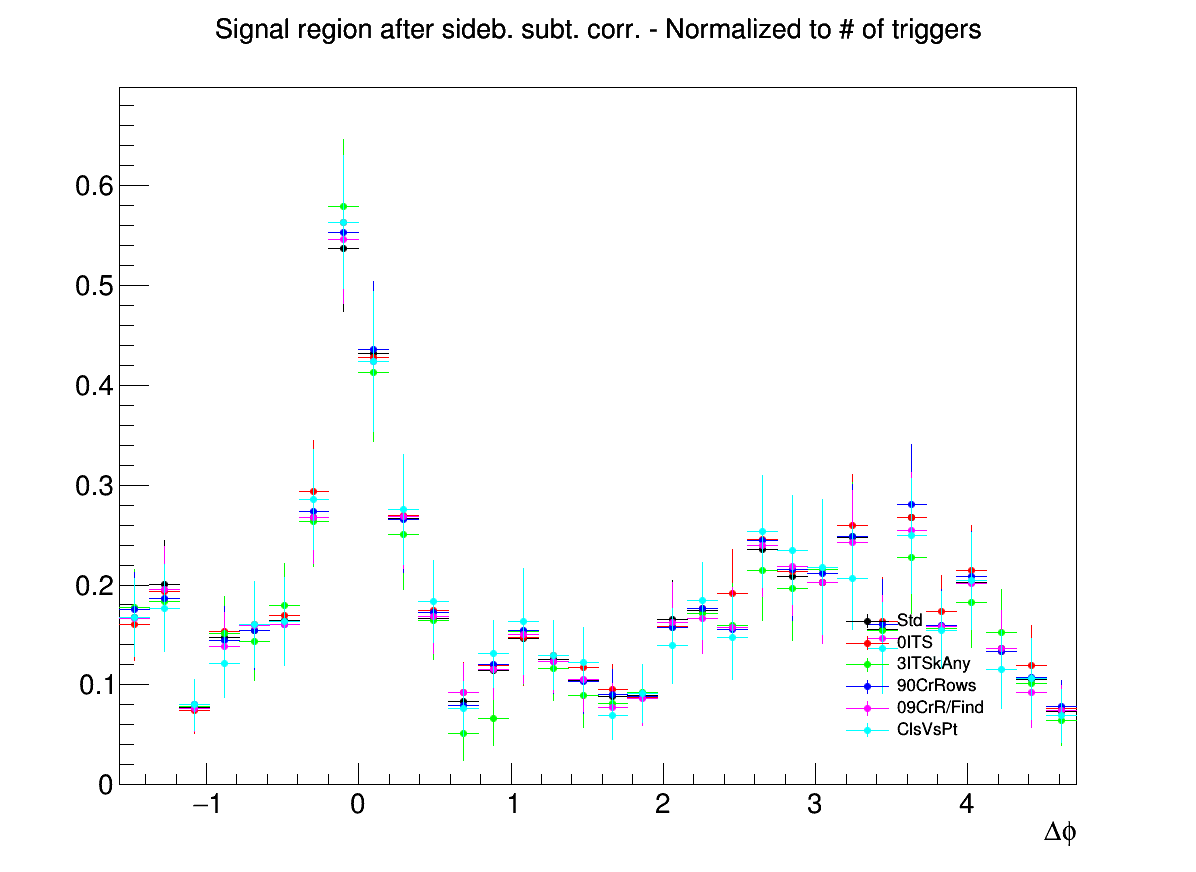 Signal region after sideb. subt. corr. - Normalized to # of triggers
0.6
0.5
0.4
0.3
0.2
0.1
0
−1 0 1 2 3 4
Δϕ
Std
0ITS
3ITSkAny
90CrRows
09CrR/Find
ClsVsPt